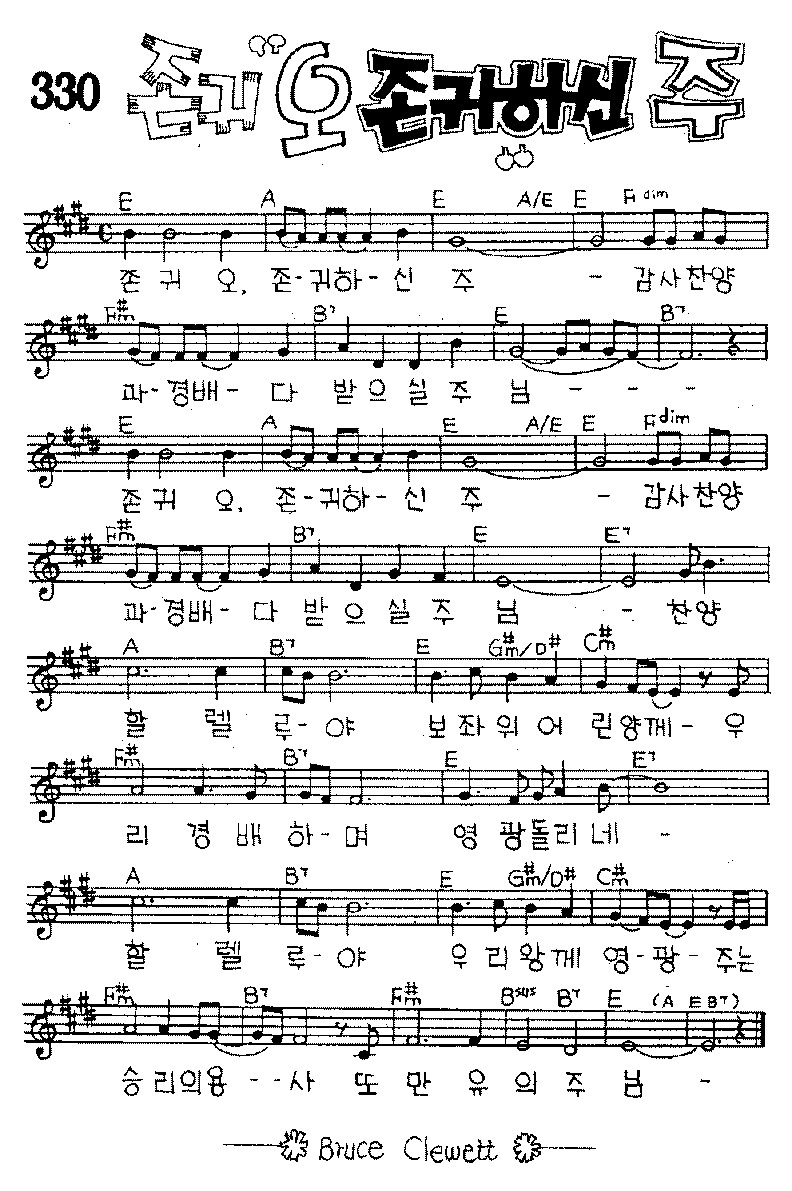 330 존귀 오 존귀하신 주
E A E A/E E F dim
존 귀 오, 존-귀하-신 주 - 감사찬양
F#m B7 E B7
과-경배- 다 받으실주 님 - - -
E A E A/E E Fdim
존귀 오, 존-귀하-신 주 - 감사찬양
F#m B7 E E7
과-경배- 다 받으실주 님 - 찬양
A B7 E G#m/D# C#m
할 렐 루-야 보좌위 어 린양께- 우
F#m B7 E E7
리 경 배 하-며 영 광돌리네 -
A B7 E G#m/D# C#m
할 렐 루-야 우리왕께 영-광- 주는
F#m B7 F#m Bsus B7 E (A E B7)
승리의용 - -사 또 만 유 의 주 님 -
Bruce Clewett